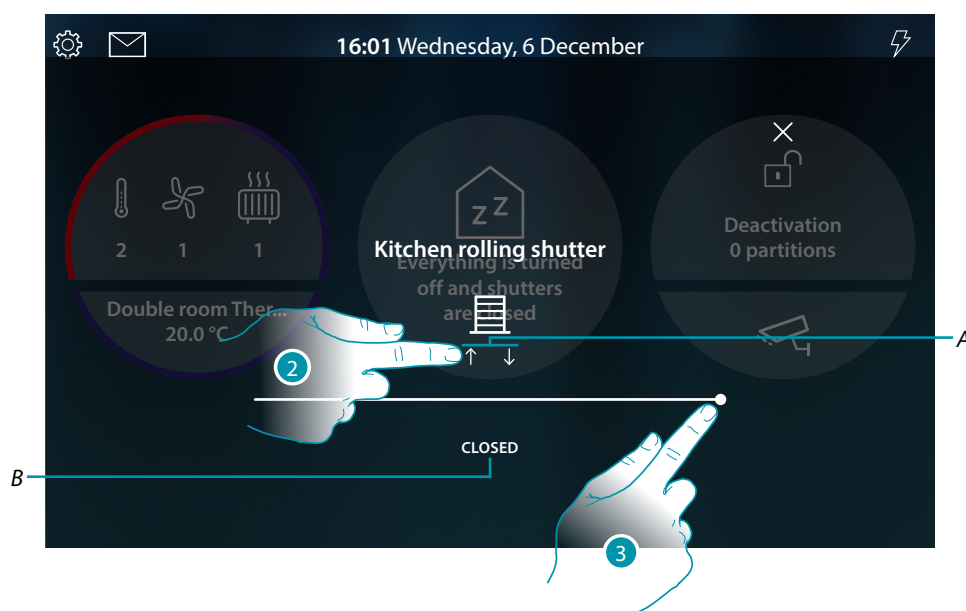 16:01 Wednesday, 6 December
2 1 1
Double room Ther...
20.0 °C
zZ
Kitchen rolling shutter
Everything is turned
off and shutters
are closed
Deactivation
0 partitions
↑ ↓
A
2
CLOSED
B
3